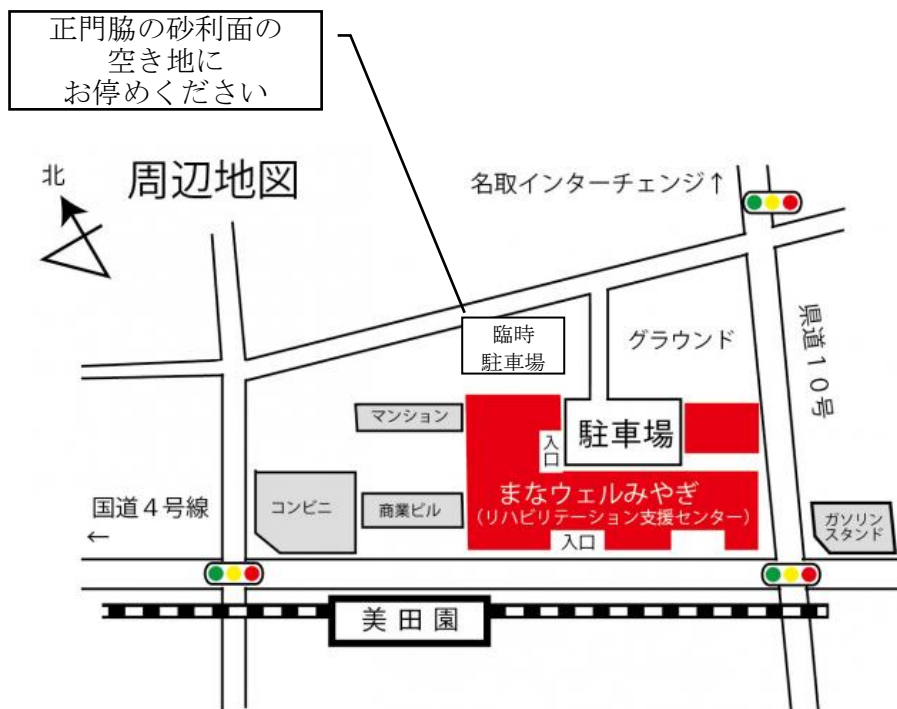 正門脇の砂利面の
空き地に
お停めください
北
周辺地図
名取インターチェンジ↑
臨時
駐車場
グラウンド
県道10号
マンション
入口
駐車場
国道4号線
←
コンビニ
商業ビル
まなウェルみやぎ
(リハビリテーション支援センター)
入口
ガソリン
スタンド
美田園